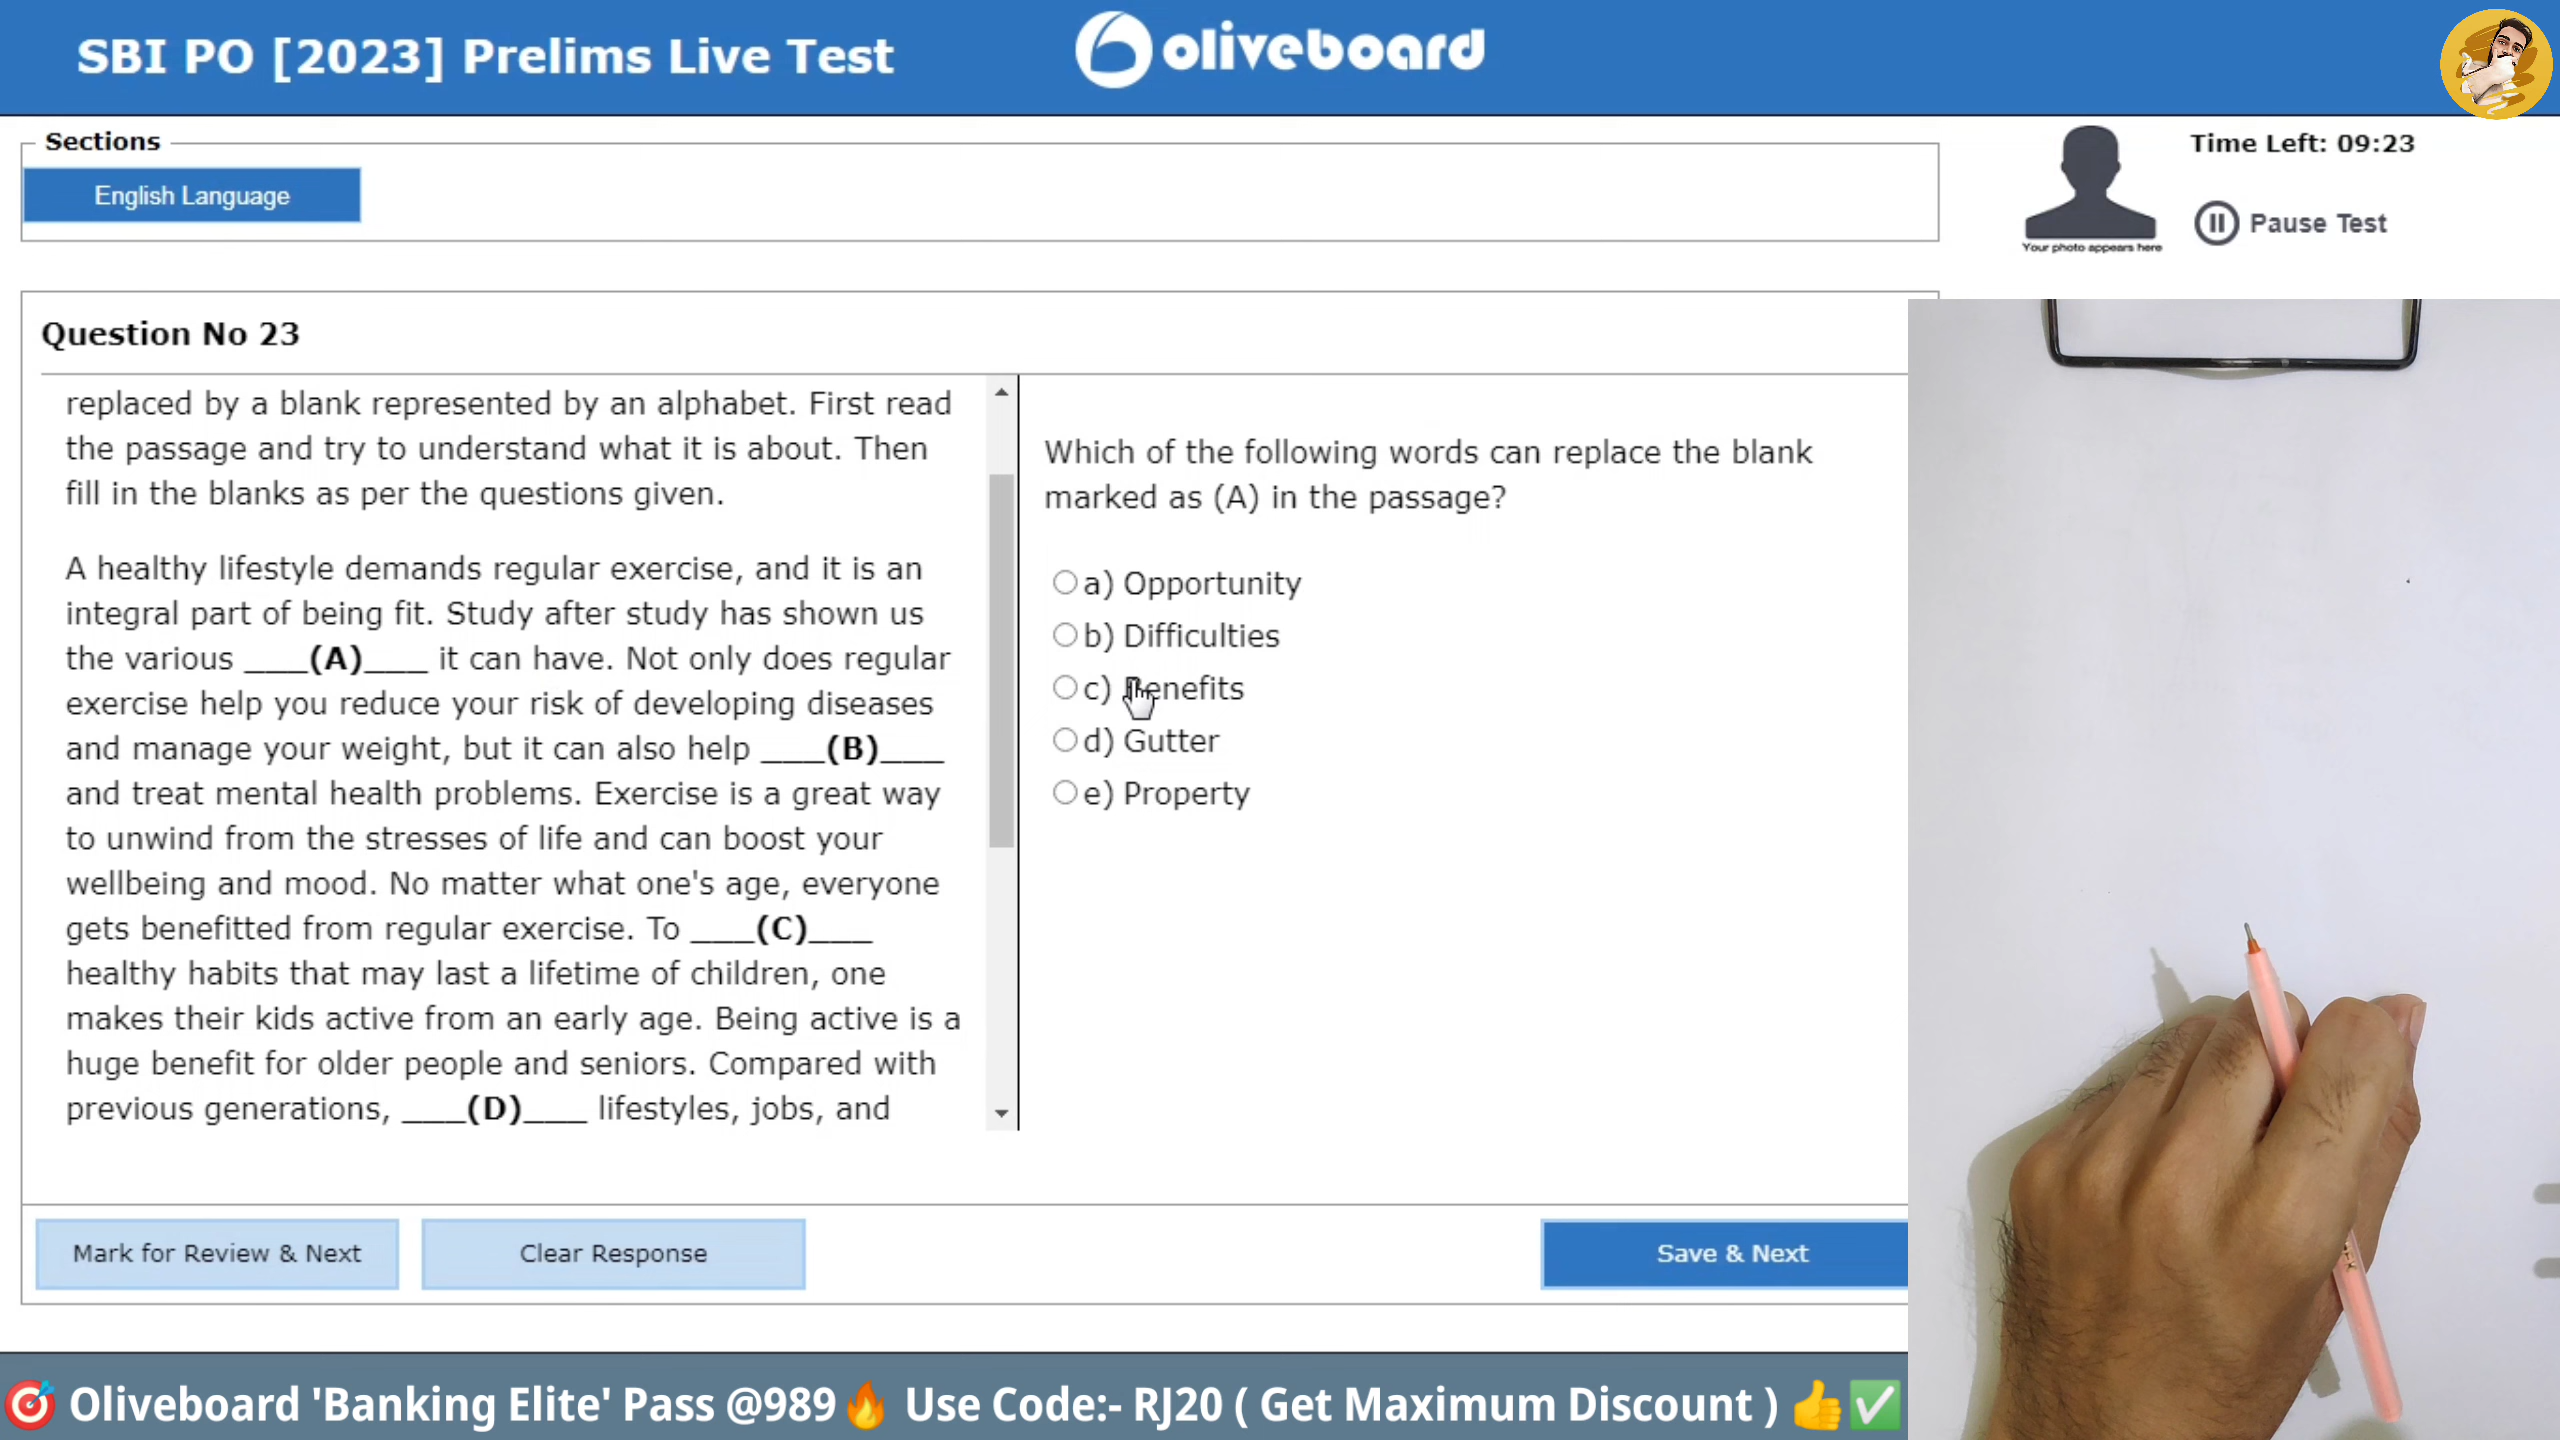 SBI PO [2023] Prelims Live Test
oliveboard
Sections
English Language
Your photo appears here
Time Left: 09:23
Pause Test
Question No 23
replaced by a blank represented by an alphabet. First read
the passage and try to understand what it is about. Then
fill in the blanks as per the questions given.
A healthy lifestyle demands regular exercise, and it is an
integral part of being fit. Study after study has shown us
the various ___(A)___ it can have. Not only does regular
exercise help you reduce your risk of developing diseases
and manage your weight, but it can also help ___(B)___
and treat mental health problems. Exercise is a great way
to unwind from the stresses of life and can boost your
wellbeing and mood. No matter what one's age, everyone
gets benefitted from regular exercise. To ___(C)___
healthy habits that may last a lifetime of children, one
makes their kids active from an early age. Being active is a
huge benefit for older people and seniors. Compared with
previous generations, ___(D)___ lifestyles, jobs, and
Which of the following words can replace the blank
marked as (A) in the passage?
a) Opportunity
b) Difficulties
c) Benefits
d) Gutter
e) Property
Mark for Review & Next
Clear Response
Save & Next
🎯 Oliveboard 'Banking Elite' Pass @989🔥 Use Code:- RJ20 ( Get Maximum Discount ) 👍✅